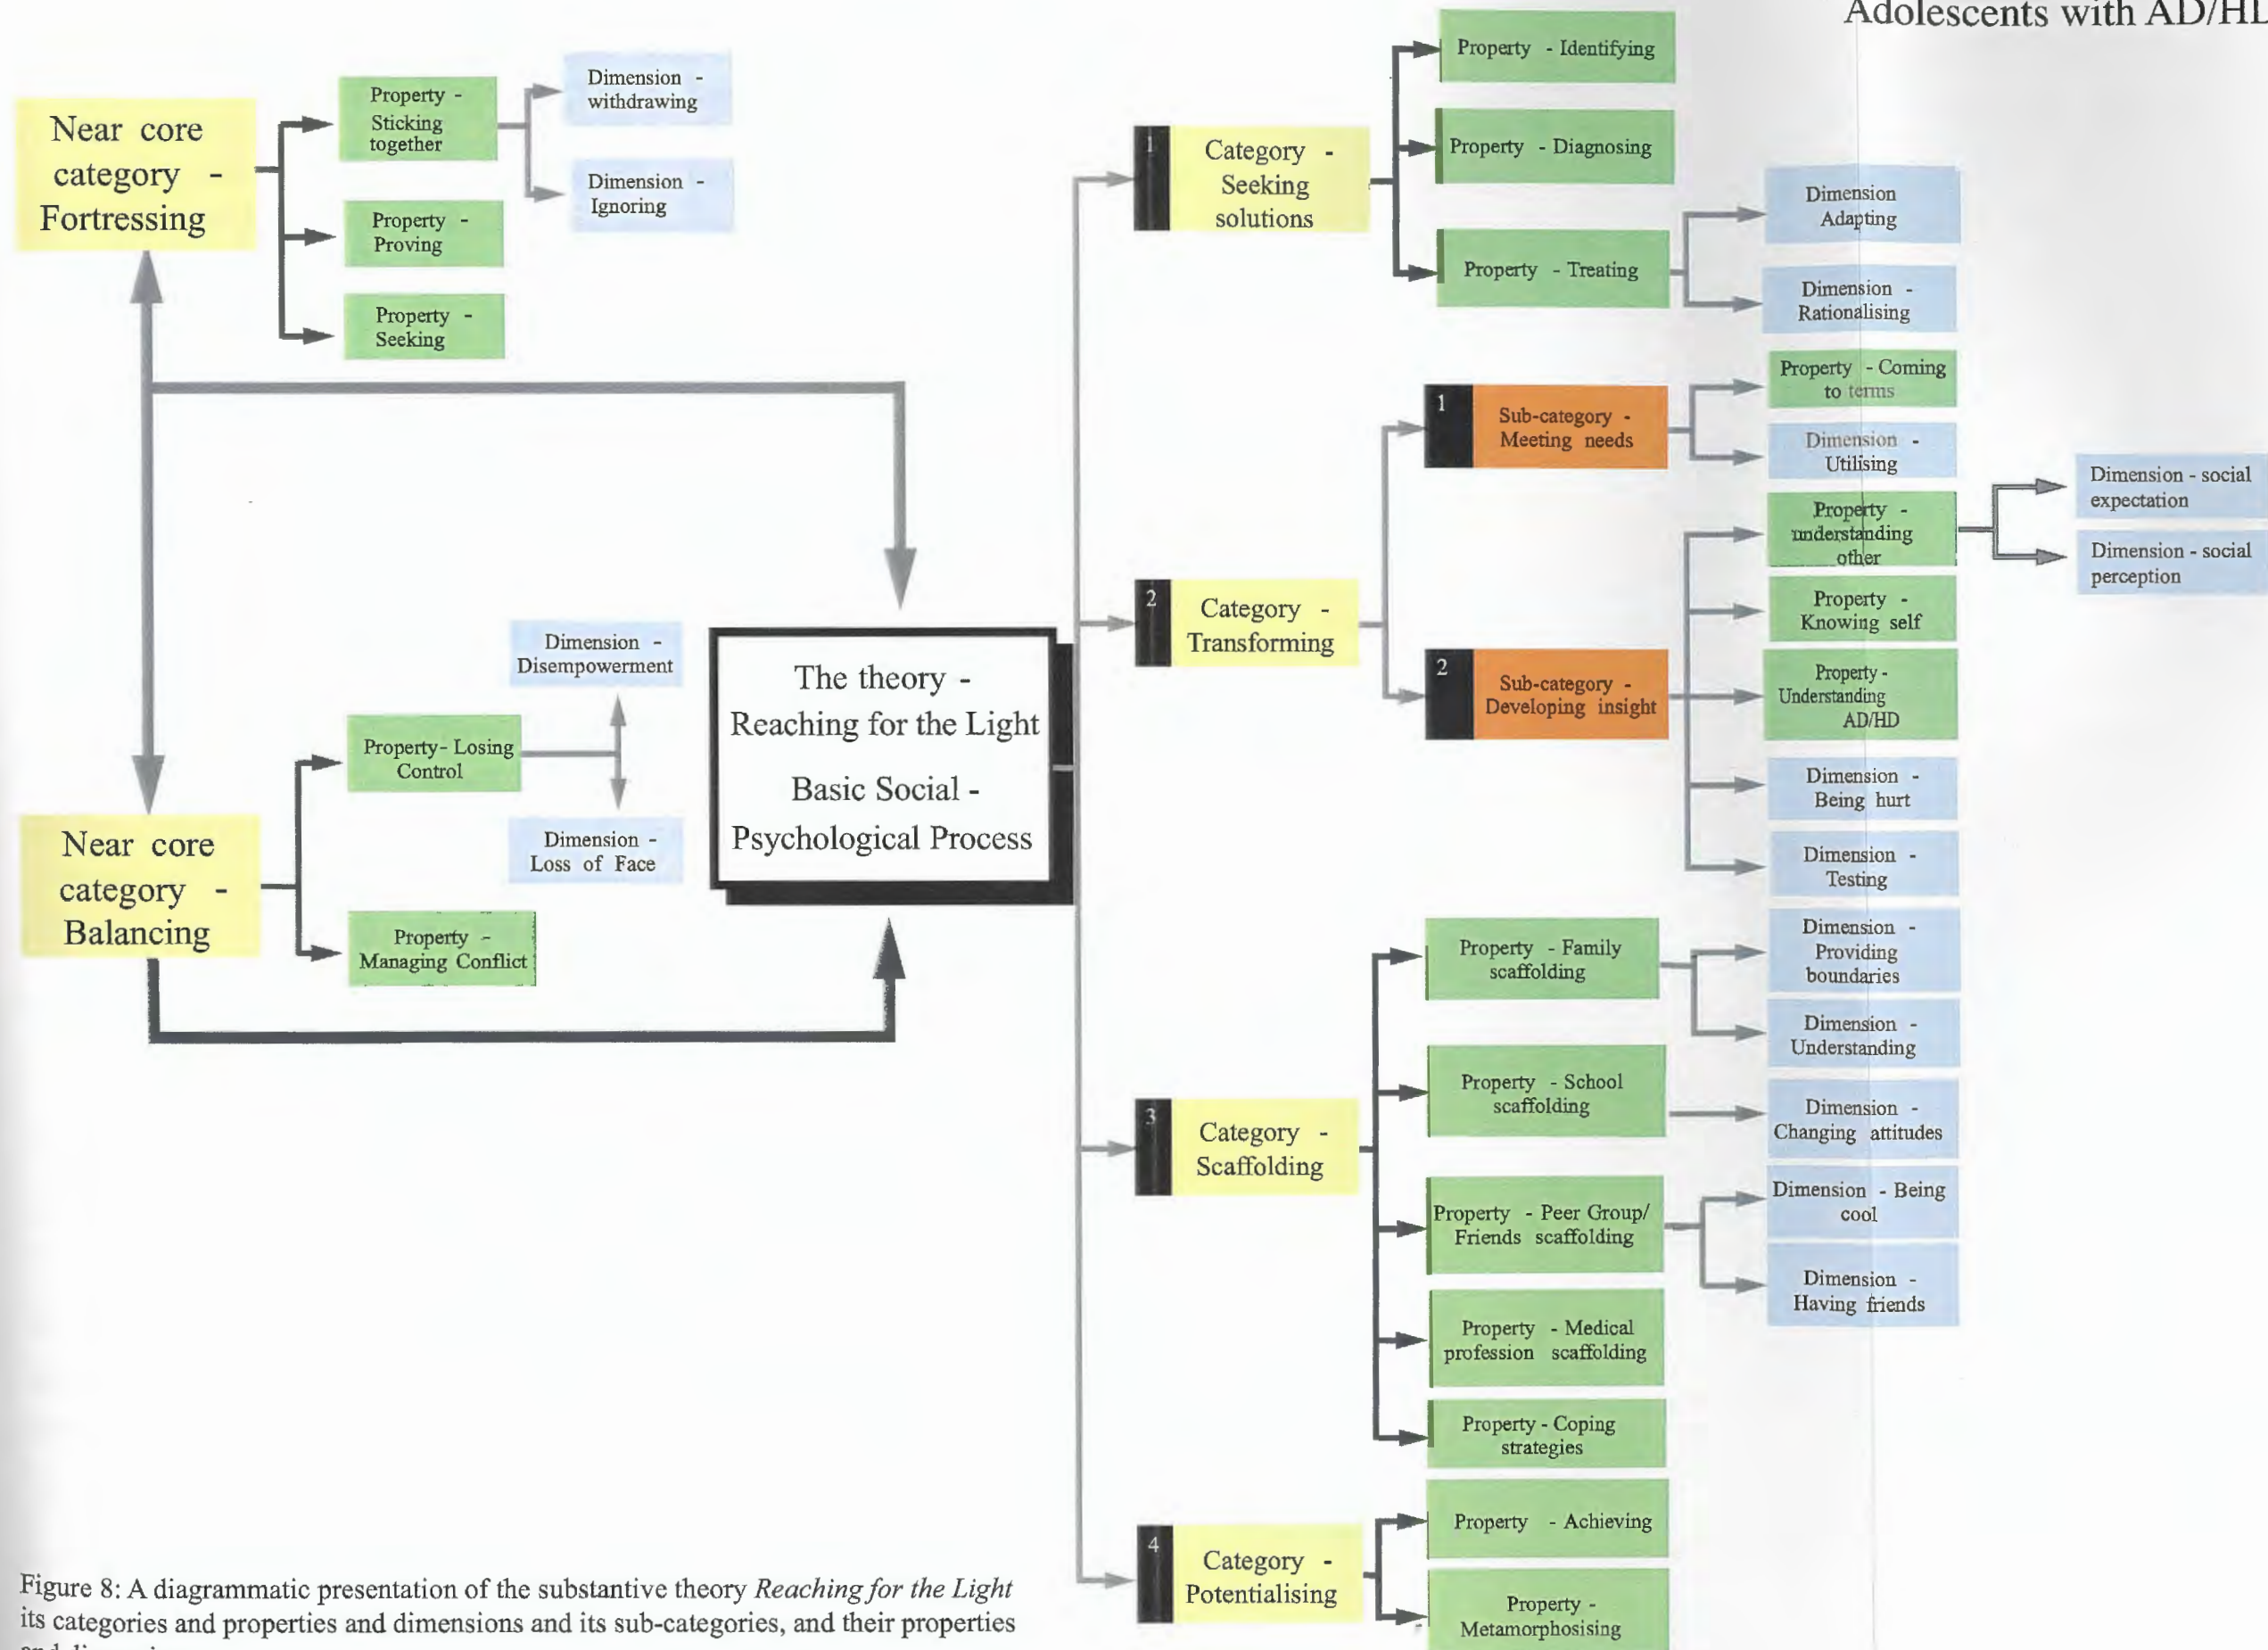 Adolescents with AD/HD
Near core
category -
Fortressing
Property -
Sticking
together
Dimension -
withdrawing
Dimension -
Ignoring
Property -
Proving
Property -
Seeking
Near core
category -
Balancing
Property- Losing
Control
Dimension -
Disempowerment
Dimension -
Loss of Face
Property -
Managing Conflict
The theory -
Reaching for the Light
Basic Social -
Psychological Process
1
Category -
Seeking
solutions
Property - Identifying
Property - Diagnosing
Property - Treating
Dimension
Adapting
Dimension -
Rationalising
2
Category -
Transforming
1
Sub-category -
Meeting needs
Property - Coming
to terms
Dimension -
Utilising
2
Sub-category -
Developing insight
Property -
understanding
other
Dimension - social
expectation
Dimension - social
perception
Property -
Knowing self
Property -
Understanding
AD/HD
Dimension -
Being hurt
Dimension -
Testing
3
Category -
Scaffolding
Property - Family
scaffolding
Dimension -
Providing
boundaries
Dimension -
Understanding
Property - School
scaffolding
Dimension -
Changing attitudes
Property - Peer Group/
Friends scaffolding
Dimension - Being
cool
Dimension -
Having friends
Property - Medical
profession scaffolding
Property - Coping
strategies
4
Category -
Potentialising
Property - Achieving
Property -
Metamorphosising
Figure 8: A diagrammatic presentation of the substantive theory Reaching for the Light
its categories and properties and dimensions and its sub-categories, and their properties